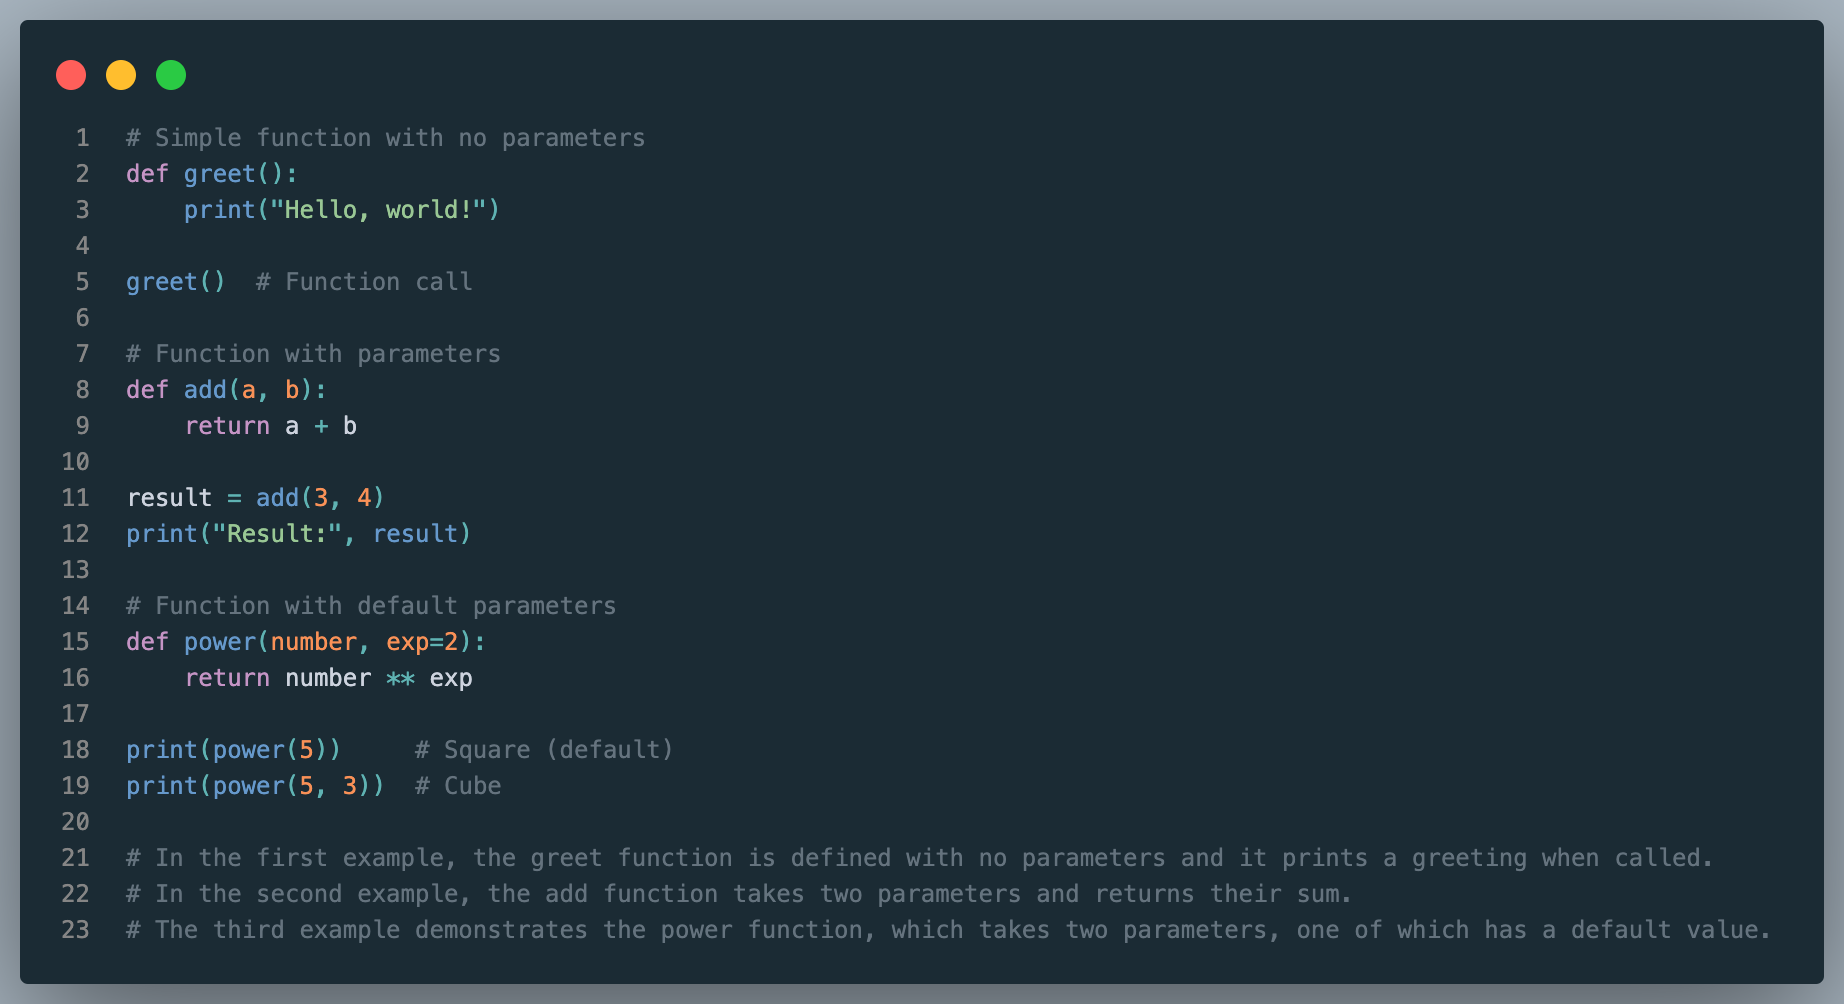 1 # Simple function with no parameters
2 def greet():
3     print("Hello, world!")
4
5 greet()  # Function call
6
7 # Function with parameters
8 def add(a, b):
9     return a + b
10
11 result = add(3, 4)
12 print("Result:", result)
13
14 # Function with default parameters
15 def power(number, exp=2):
16     return number ** exp
17
18 print(power(5))     # Square (default)
19 print(power(5, 3))  # Cube
20
21 # In the first example, the greet function is defined with no parameters and it prints a greeting when called.
22 # In the second example, the add function takes two parameters and returns their sum.
23 # The third example demonstrates the power function, which takes two parameters, one of which has a default value.